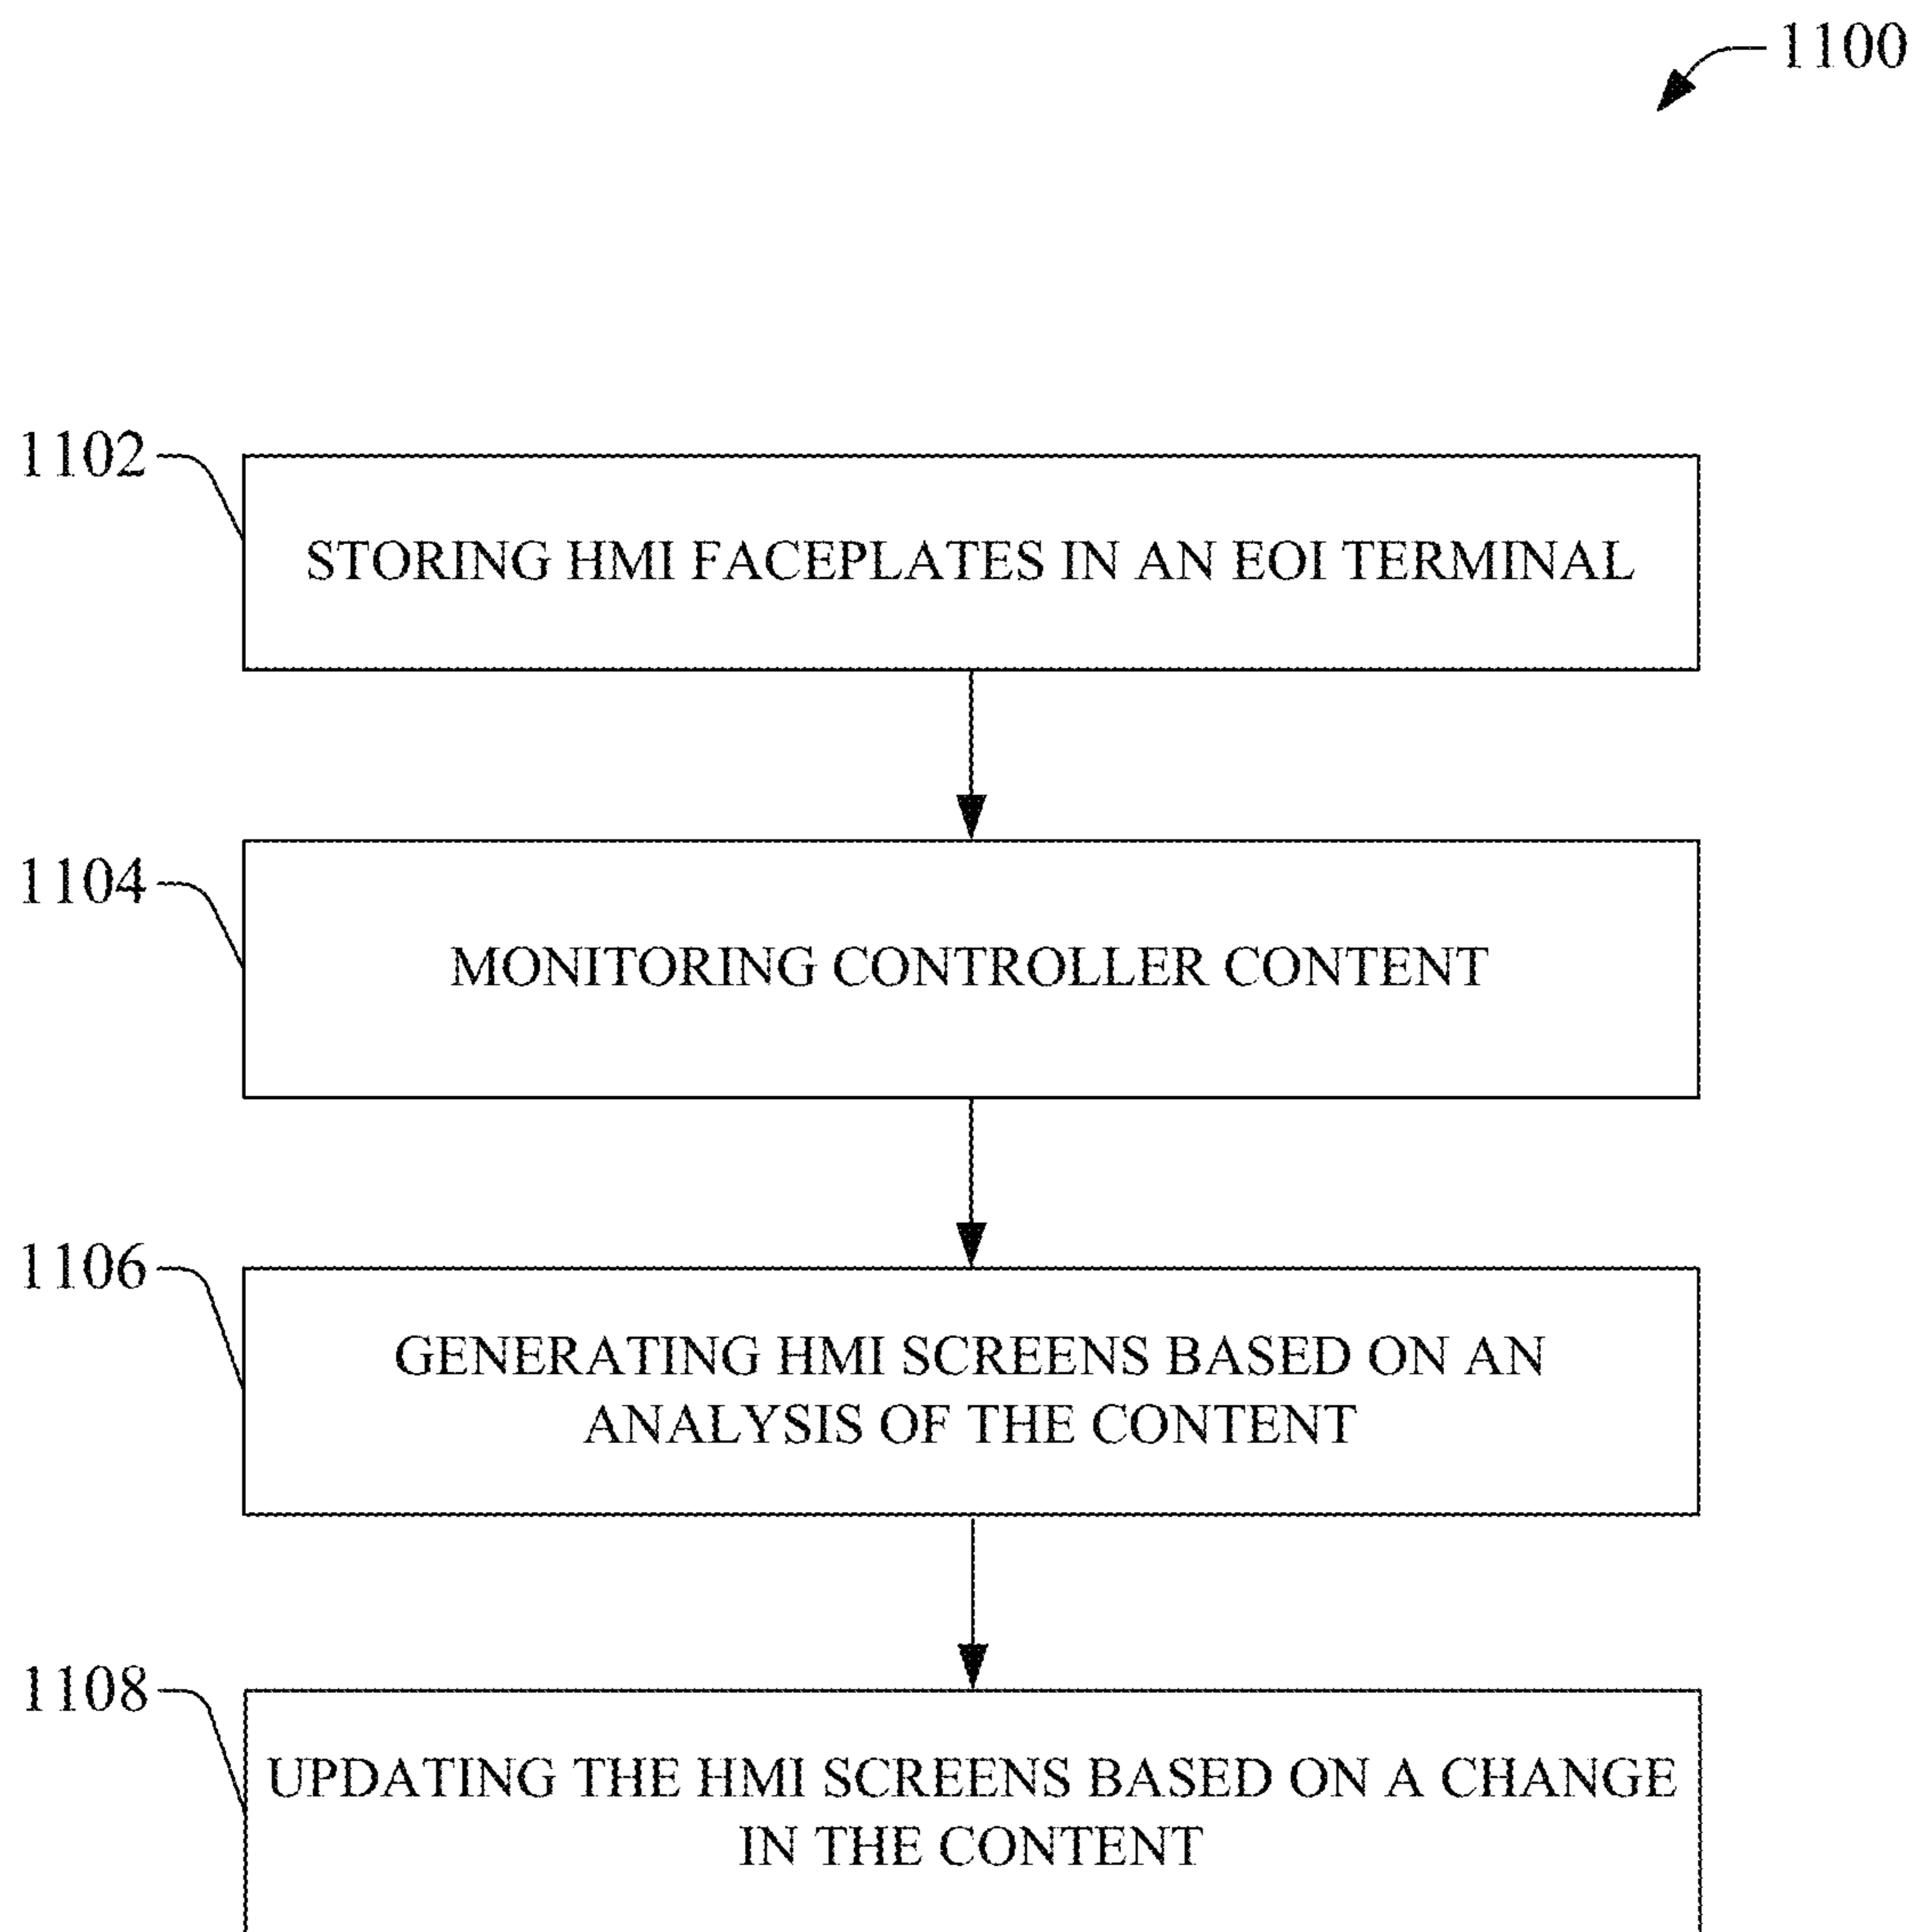 1100
1102
STORING HMI FACEPLATES IN AN EOI TERMINAL
1104
MONITORING CONTROLLER CONTENT
1106
GENERATING HMI SCREENS BASED ON AN
ANALYSIS OF THE CONTENT
1108
UPDATING THE HMI SCREENS BASED ON A CHANGE
IN THE CONTENT